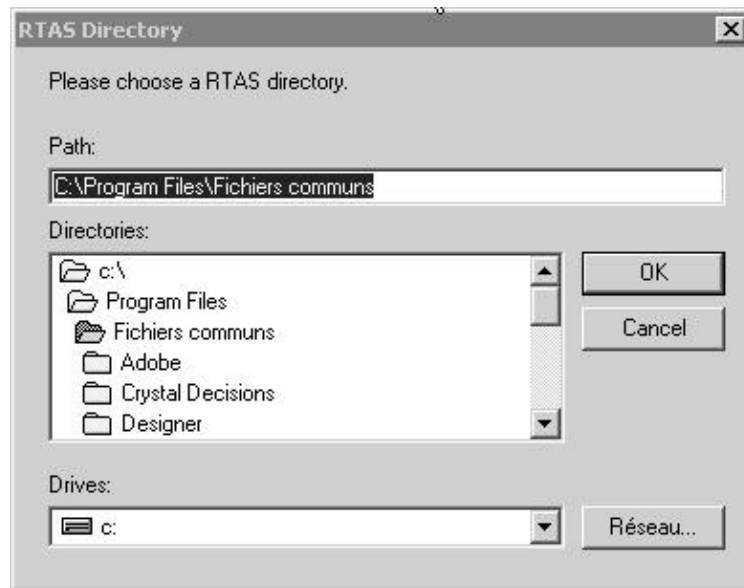 RTAS Directory
Please choose a RTAS directory.
Path:
C:\Program Files\Fichiers communs
Directories:
c:\
Program Files
Fichiers communs
Adobe
Crystal Decisions
Designer
OK
Cancel
Drives:
c:
Réseau...